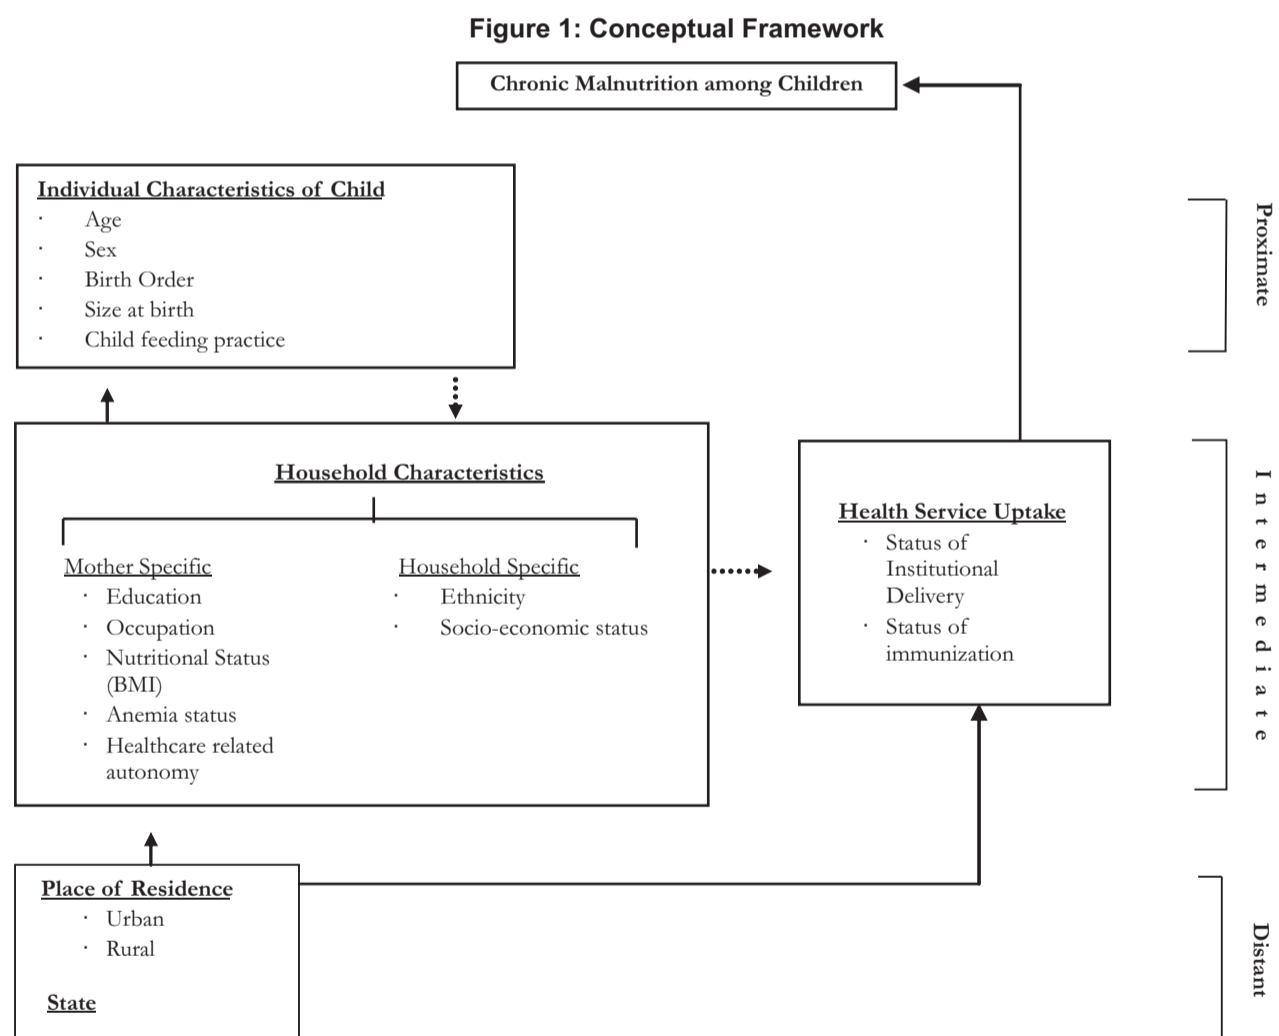 Figure 1: Conceptual Framework
Chronic Malnutrition among Children
Individual Characteristics of Child
· Age
· Sex
· Birth Order
· Size at birth
· Child feeding practice
Proximate
Household Characteristics
Mother Specific
· Education
· Occupation
· Nutritional Status
(BMI)
· Anemia status
· Healthcare related
autonomy
Household Specific
· Ethnicity
· Socio-economic status
Health Service Uptake
· Status of
Institutional
Delivery
· Status of
immunization
Intermediate
Place of Residence
· Urban
· Rural
State
Distant